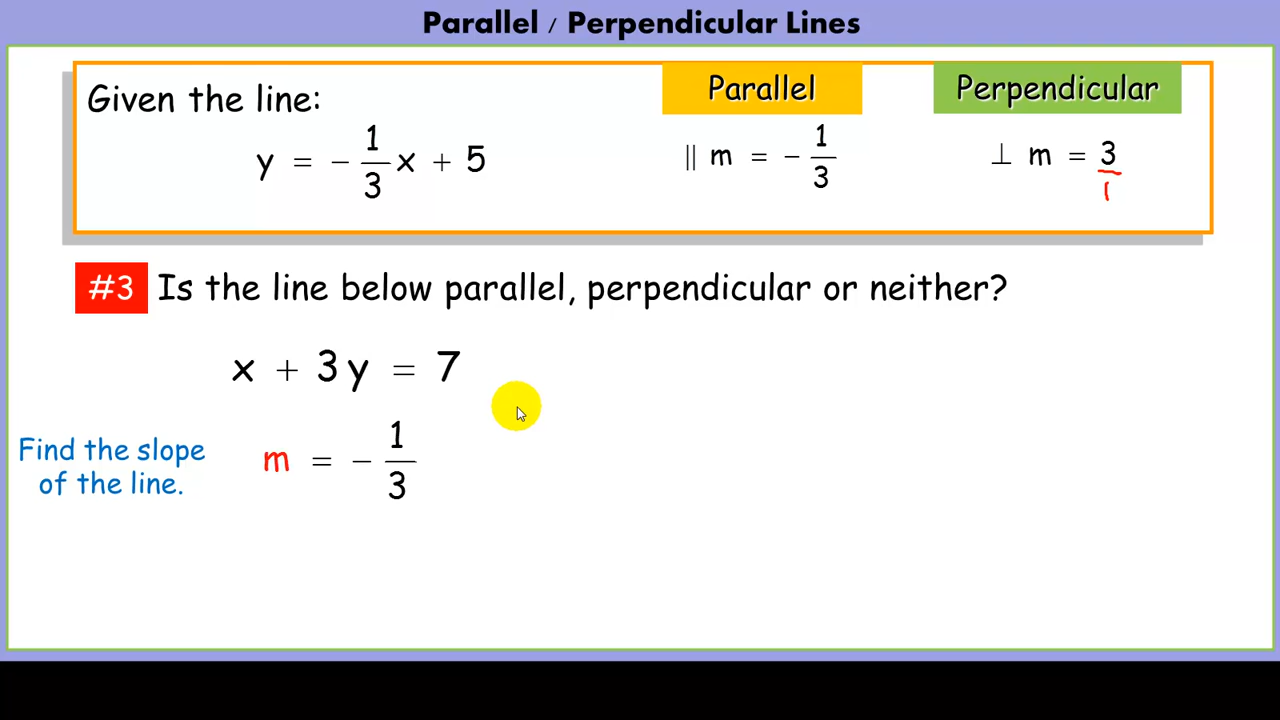 Parallel / Perpendicular Lines
Given the line:
y = - 1/3 x + 5
Parallel
|| m = - 1/3
Perpendicular
⊥ m = 3/1
#3 Is the line below parallel, perpendicular or neither?
x + 3y = 7
Find the slope
of the line.
m = - 1/3